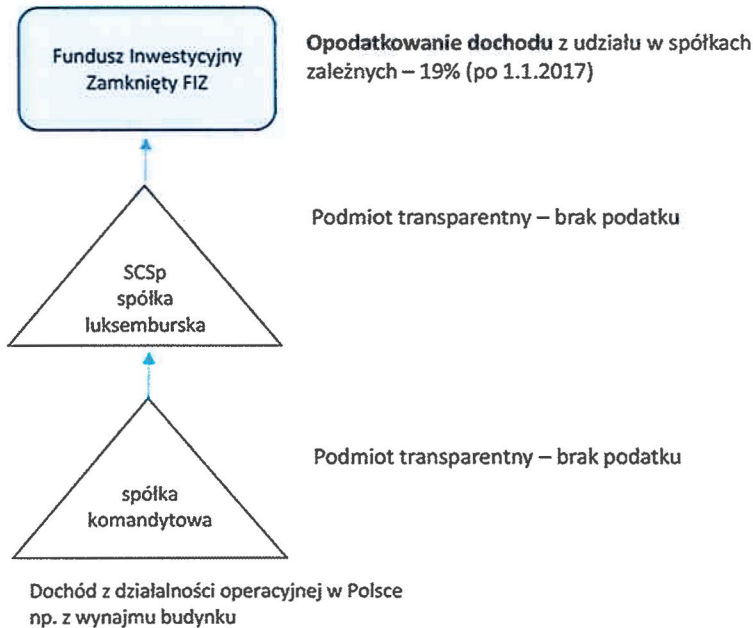 Fundusz Inwestycyjny
Zamknięty FIZ
Opodatkowanie dochodu z udziału w spółkach
zależnych – 19% (po 1.1.2017)
Podmiot transparentny – brak podatku
SCSp
spółka
luksemburska
Podmiot transparentny – brak podatku
spółka
komandytowa
Dochód z działalności operacyjnej w Polsce
np. z wynajmu budynku